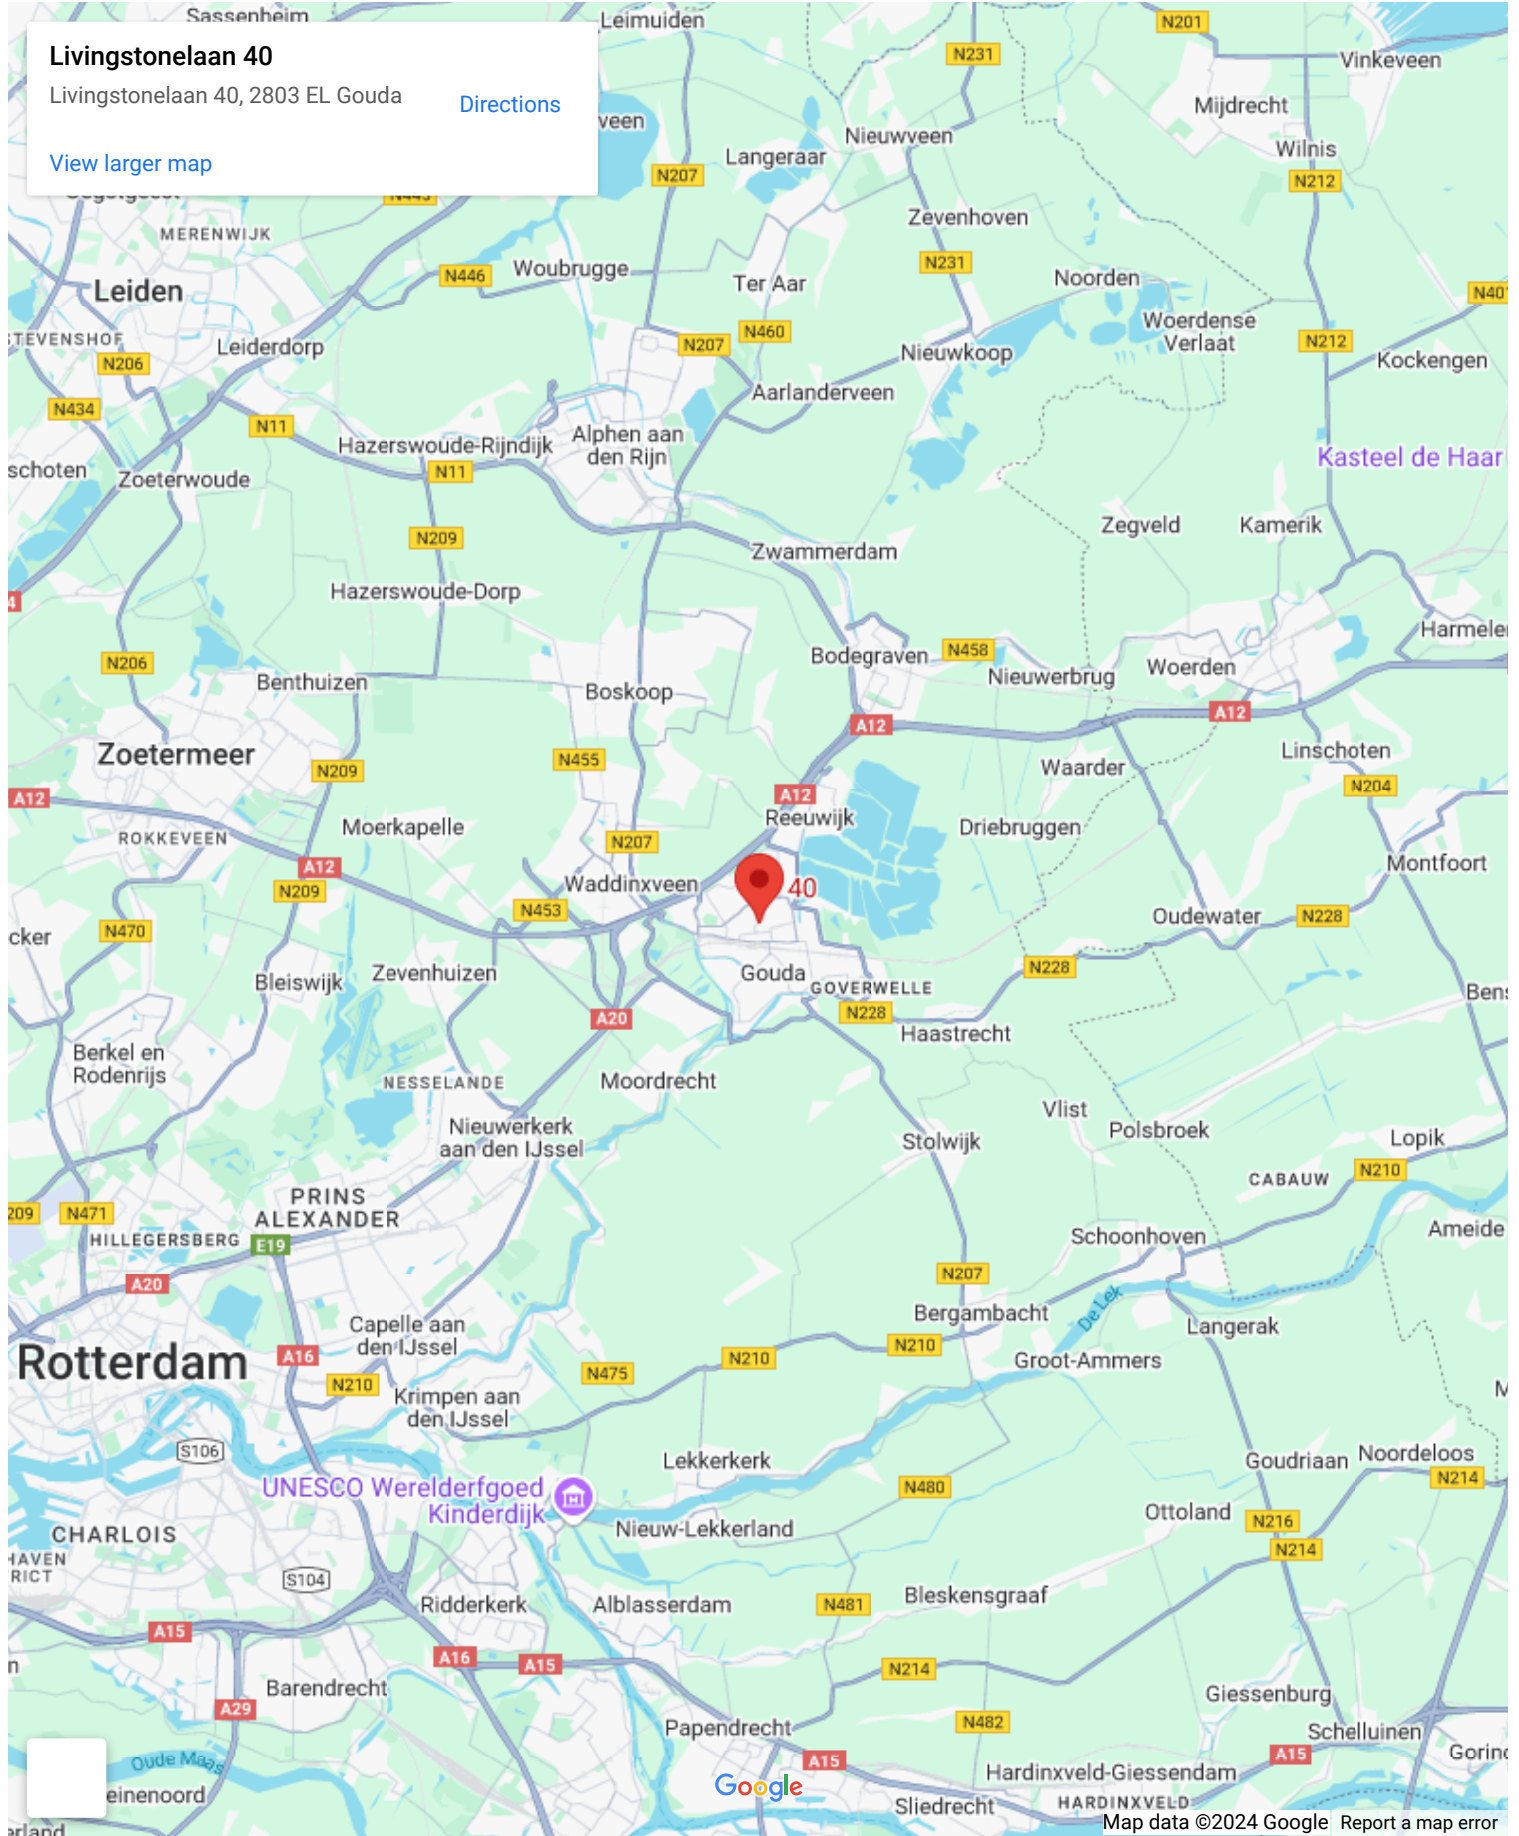 Sassenheim
Leimuiden
N201
Livingstonelaan 40
Livingstonelaan 40, 2803 EL Gouda
Directions
View larger map
N231
Vinkeveen
Mijdrecht
veen
Nieuwveen
Langeraar
Wilnis
N207
N212
N445
Zevenhoven
MERENWIJK
N446
Woubrugge
N231
Ter Aar
Noorden
Leiden
Woerdense
Verlaat
STEVENSHOF
Leiderdorp
N207
N460
N212
Nieuwkoop
Kockengen
N206
Aarlanderveen
N434
N11
Hazerswoude-Rijndijk
Alphen aan
den Rijn
Kasteel de Haar
schoten
Zoeterwoude
N11
Zegveld
Kamerik
N209
Zwammerdam
Hazerswoude-Dorp
4
Harmele
N206
Bodegraven
N458
Nieuwerbrug
Woerden
Benthuizen
Boskoop
A12
A12
Zoetermeer
N455
Linschoten
N209
Waarder
N204
A12
A12
Reeuwijk
ROKKEVEEN
Moerkapelle
N207
Driebruggen
A12
Montfoort
N209
Waddinxveen
40
N453
Oudewater
N228
cker
N470
Bleiswijk
Zevenhuizen
Gouda
GOVERWELLE
N228
Bens
A20
N228
Haastrecht
Berkel en
Rodenrijs
NESSELANDE
Moordrecht
Vlist
Polsbroek
Lopik
Nieuwerkerk
aan den IJssel
Stolwijk
CABAUW
N210
PRINS
ALEXANDER
209
N471
HILLEGERSBERG
E19
Schoonhoven
Ameide
A20
N207
De Lek
Bergambacht
Langerak
Capelle aan
den IJssel
Rotterdam
A16
N210
N210
Groot-Ammers
N475
N210
Krimpen aan
den IJssel
S106
Lekkerkerk
Goudriaan
Noordeloos
N214
UNESCO Werelderfgoed
Kinderdijk
N480
Ottoland
N216
CHARLOIS
Nieuw-Lekkerland
N214
HAVEN
RICT
S104
Ridderkerk
Alblasserdam
N481
Bleskensgraaf
A15
A16
A15
N214
Barendrecht
Giessenburg
A29
Papendrecht
N482
Schelluinen
Oude Maas
A15
A15
Gorinc
Google
Hardinxveld-Giessendam
einenoord
Sliedrecht
HARDINXVELD
Map data ©2024 Google
Report a map error